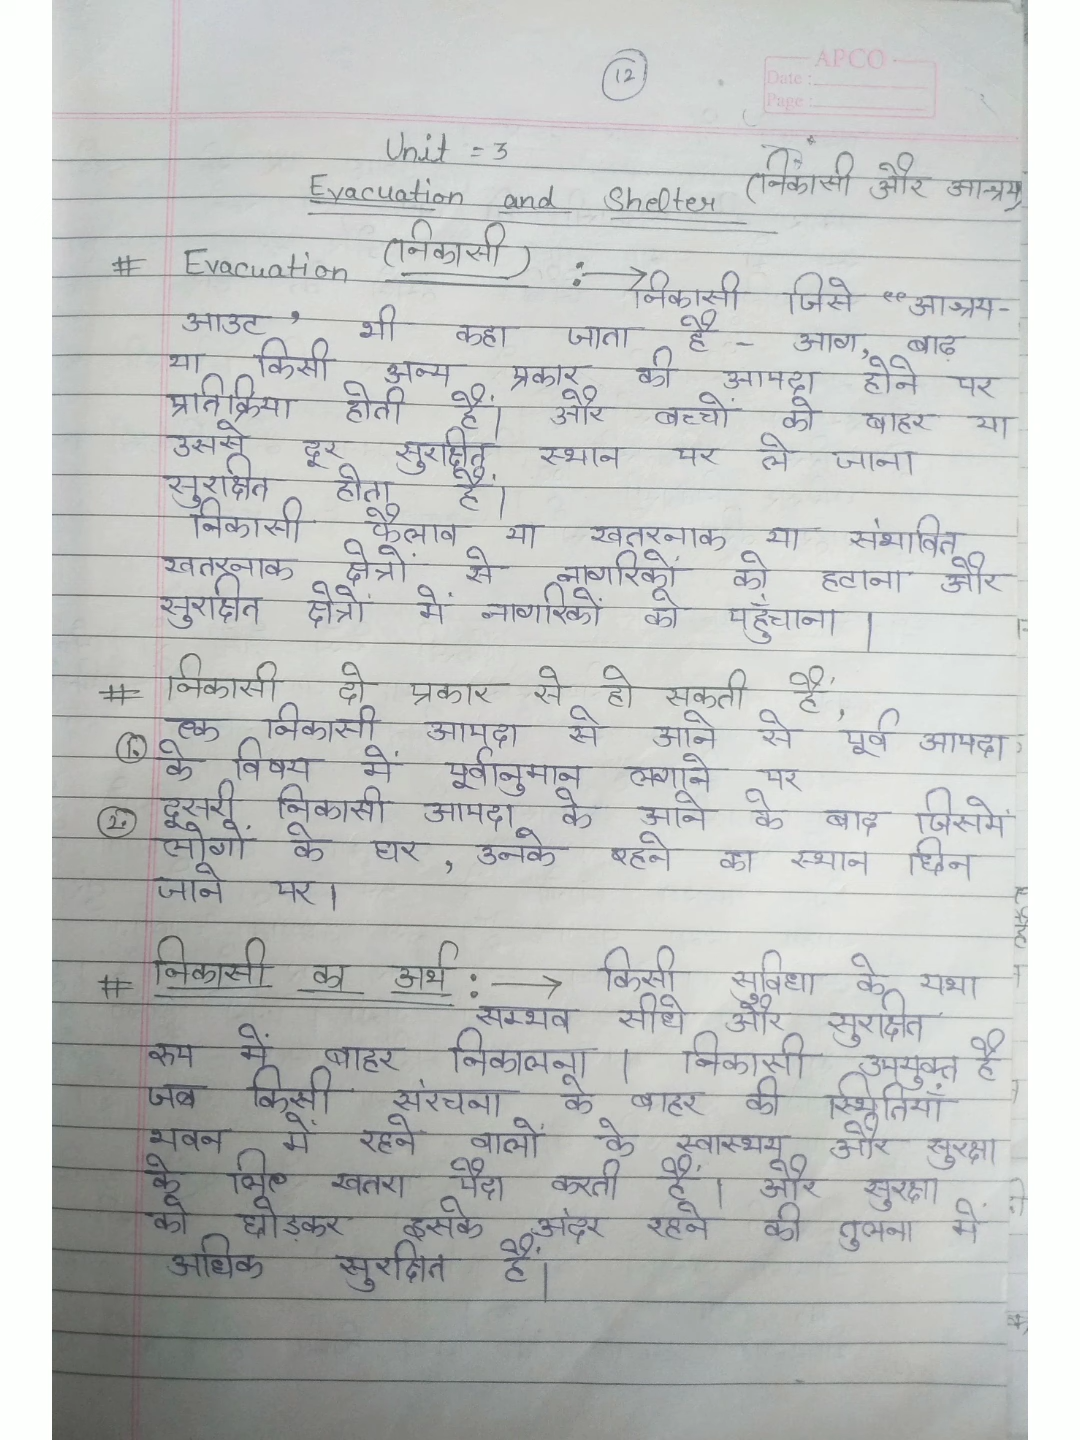 12
APCO
Date :
Page :
Unit = 3
Evacuation and Shelter (निकासी और आश्रय)
# Evacuation (निकासी) :→
निकासी जिसे "आश्रय-
आउट' भी कहा जाता है - आग, बाढ़
या किसी अन्य प्रकार की आपदा होने पर
प्रतिक्रिया होती है। और बच्चों को बाहर या
उससे दूर सुरक्षित स्थान पर ले जाना
सुरक्षित होता है।
निकासी फैलाव या खतरनाक या संभावित
खतरनाक क्षेत्रों से नागरिकों को हटाना और
सुरक्षित क्षेत्रों में नागरिकों को पहुँचाना।
# निकासी दो प्रकार से हो सकती है,
1. एक निकासी आपदा से आने से पूर्व आपदा
के विषय में पूर्वानुमान लगाने पर
2. दूसरी निकासी आपदा के आने के बाद जिसमें
लोगों के घर, उनके रहने का स्थान छिन
जाने पर।
# निकासी का अर्थ :→ किसी सुविधा के यथा
सम्भव सीधे और सुरक्षित
रूप में बाहर निकालना। निकासी उपयुक्त है
जब किसी संरचना के बाहर की स्थितियाँ
भवन में रहने वालों के स्वास्थय और सुरक्षा
के लिए खतरा पैदा करती हैं। और सुरक्षा
को छोड़कर इसके अंदर रहने की तुलना में
अधिक सुरक्षित है।